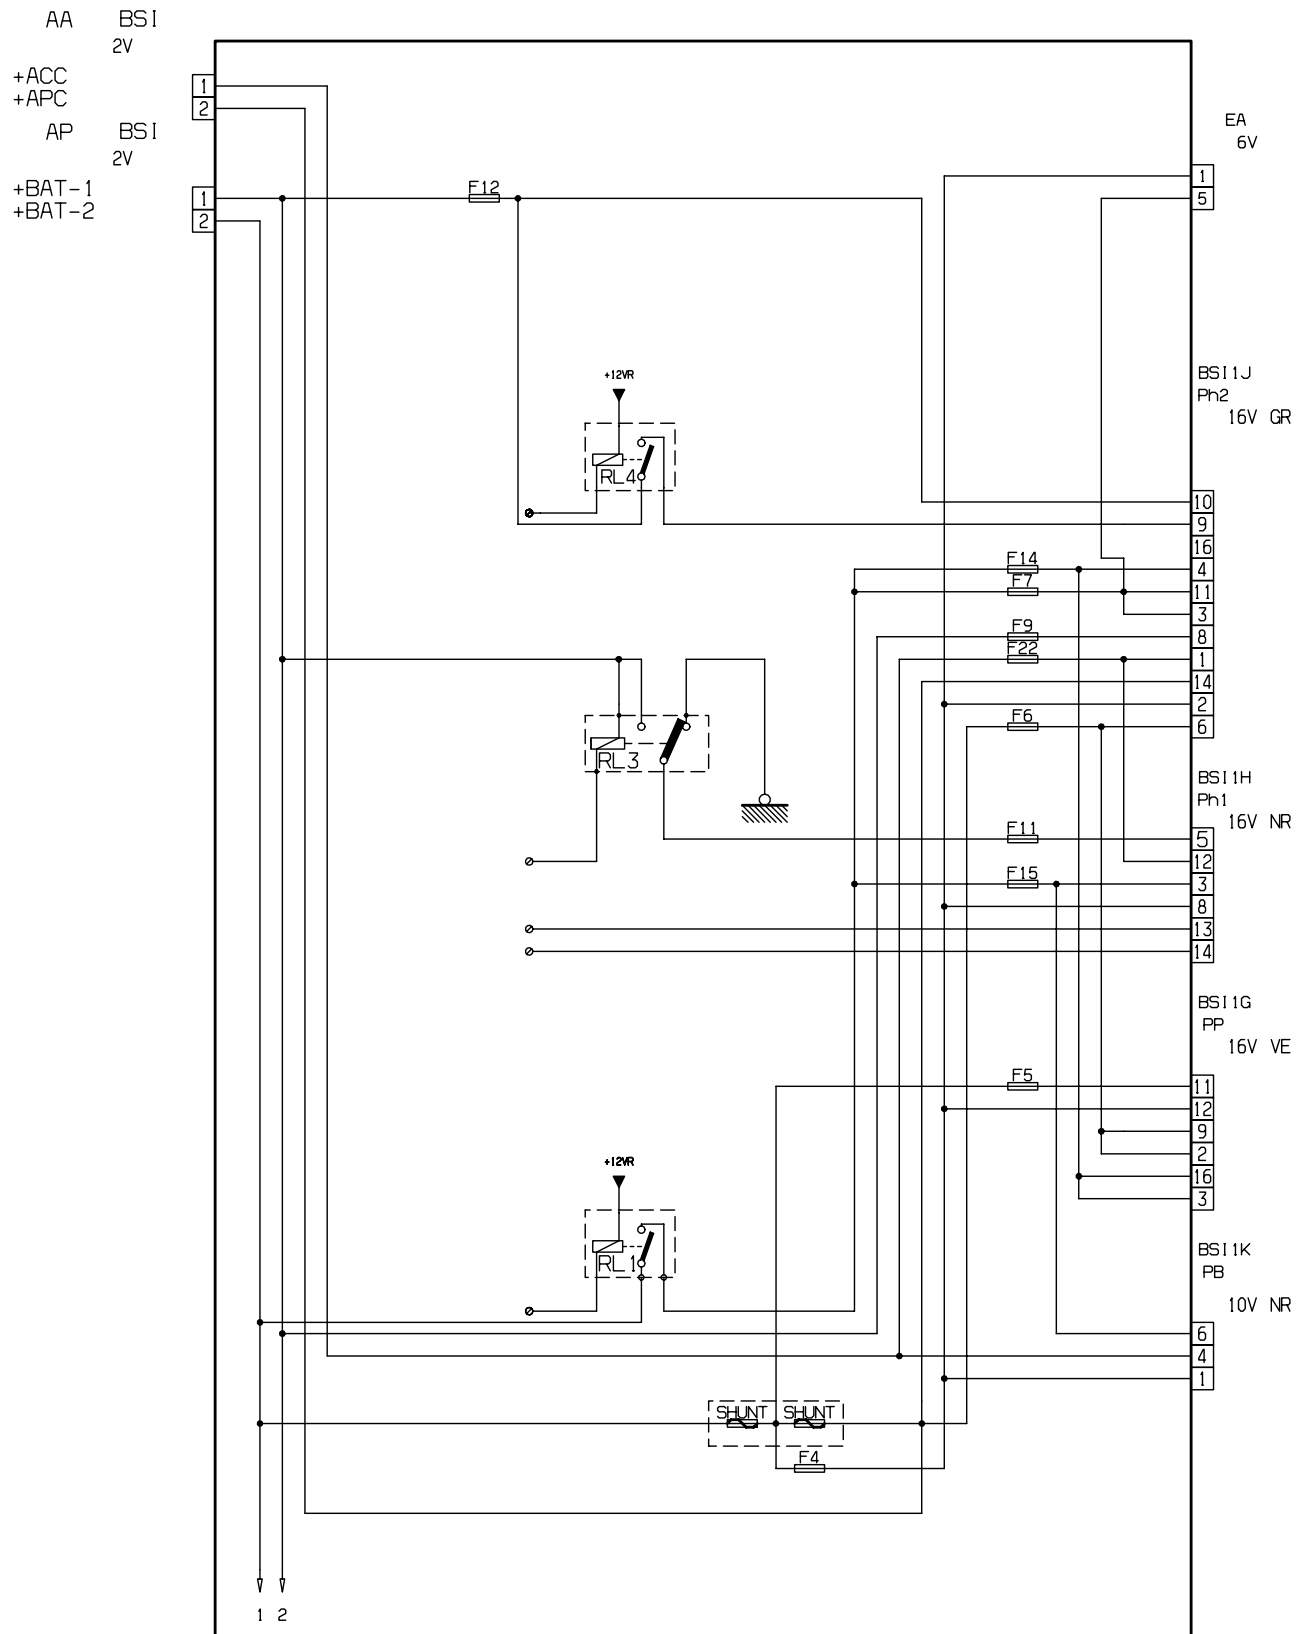 AA BSI
2V
+ACC 1
+APC 2
AP BSI
2V
+BAT-1 1
+BAT-2 2
F12
EA
6V
1
5
+12VR
RL4
BSI1J
Ph2
16V GR
10
9
16
F14 4
F7 11
3
F9 8
F22 1
14
2
F6 6
RL3
BSI1H
Ph1
16V NR
F11 5
12
F15 3
8
13
14
BSI1G
PP
16V VE
F5 11
12
9
2
16
3
+12VR
RL1
BSI1K
PB
10V NR
6
4
1
SHUNT SHUNT
F4
1 2